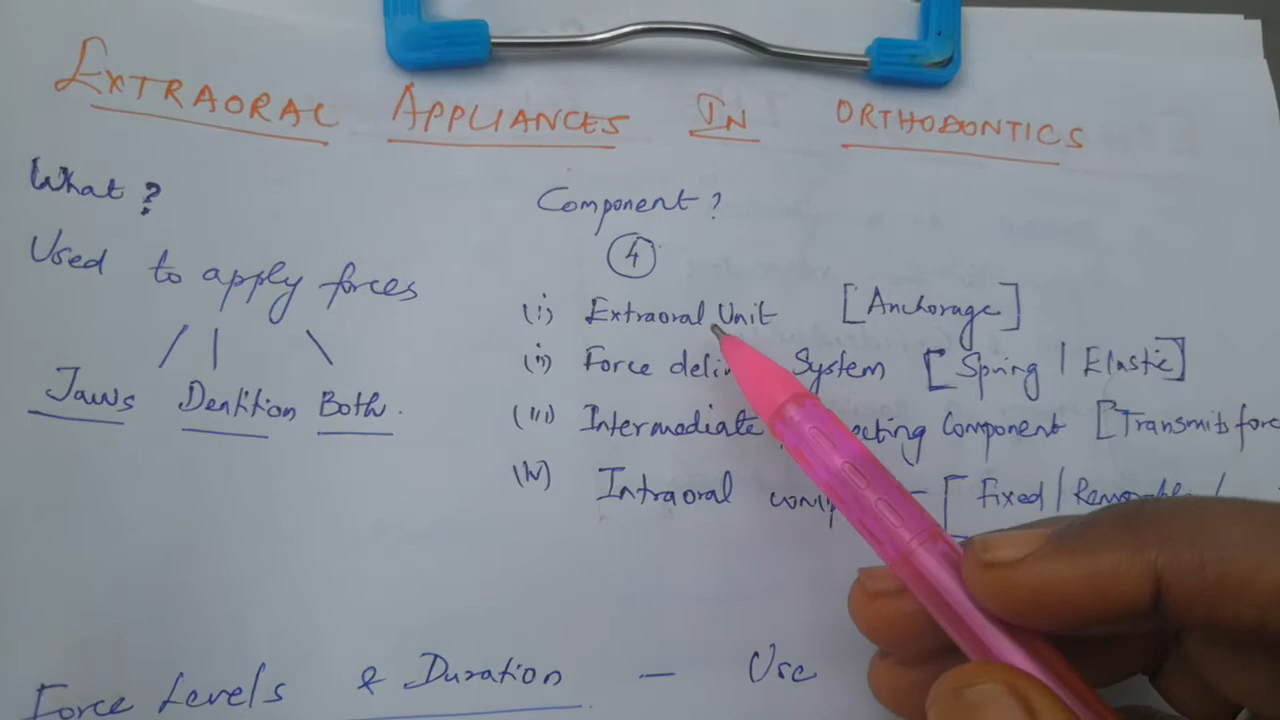 EXTRAORAL APPLIANCES IN ORTHODONTICS
What?
Used to apply forces
Jaws Dentition Both.
Component?
4
(i) Extraoral Unit [Anchorage]
(ii) Force System [Spring | Elastic]
(iii) Intermediate Component [Transmits force
(iv) Intraoral - [Fixed /
Force Levels & Duration - Use